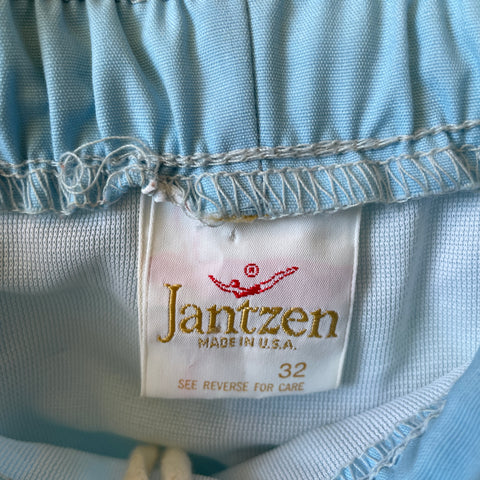 ®
Jantzen
MADE IN U.S.A.
32
SEE REVERSE FOR CARE